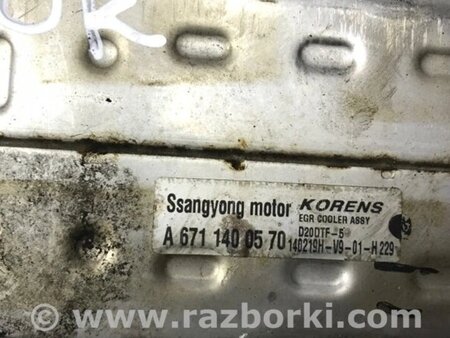 OK
Ssangyong motor KORENS
EGR COOLER ASSY
A 671 140 05 70 D20DTF-5
140219H-V9-01-H 229
www.razborki.com